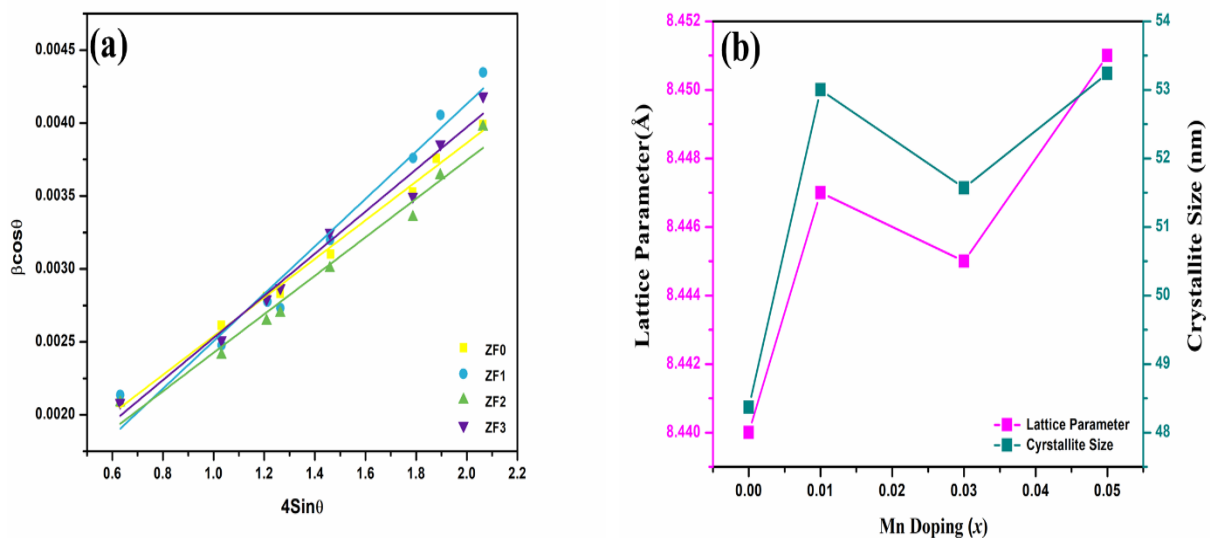 (a)
0.0045
0.0040
0.0035
0.0030
0.0025
0.0020
βcosθ
0.6 0.8 1.0 1.2 1.4 1.6 1.8 2.0 2.2
4Sinθ
ZF0
ZF1
ZF2
ZF3
(b)
8.452
8.450
8.448
8.446
8.444
8.442
8.440
Lattice Parameter(Å)
54
53
52
51
50
49
48
Crystallite Size (nm)
Lattice Parameter
Cyrstallite Size
0.00 0.01 0.02 0.03 0.04 0.05
Mn Doping (x)